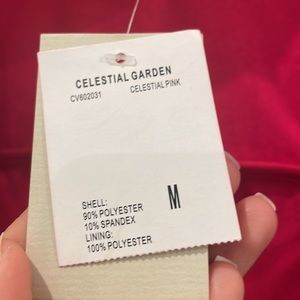 CELESTIAL GARDEN
CV602031 CELESTIAL PINK
SHELL:
90% POLYESTER
10% SPANDEX
LINING:
100% POLYESTER
M